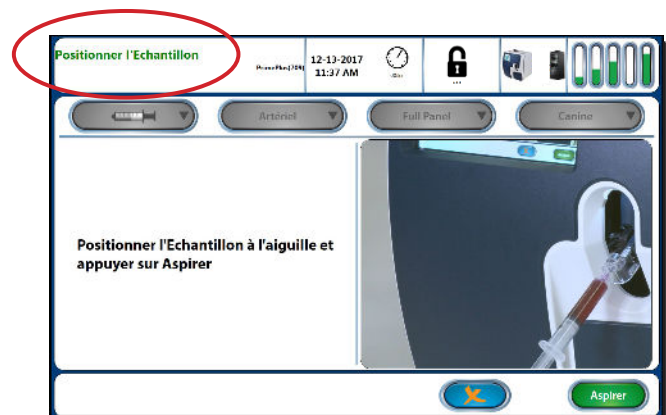 Positionner l'Echantillon
12-13-2017
11:37 AM
Artériel
Full Panel
Canine
Positionner l'Echantillon à l'aiguille et
appuyer sur Aspirer
Aspirer